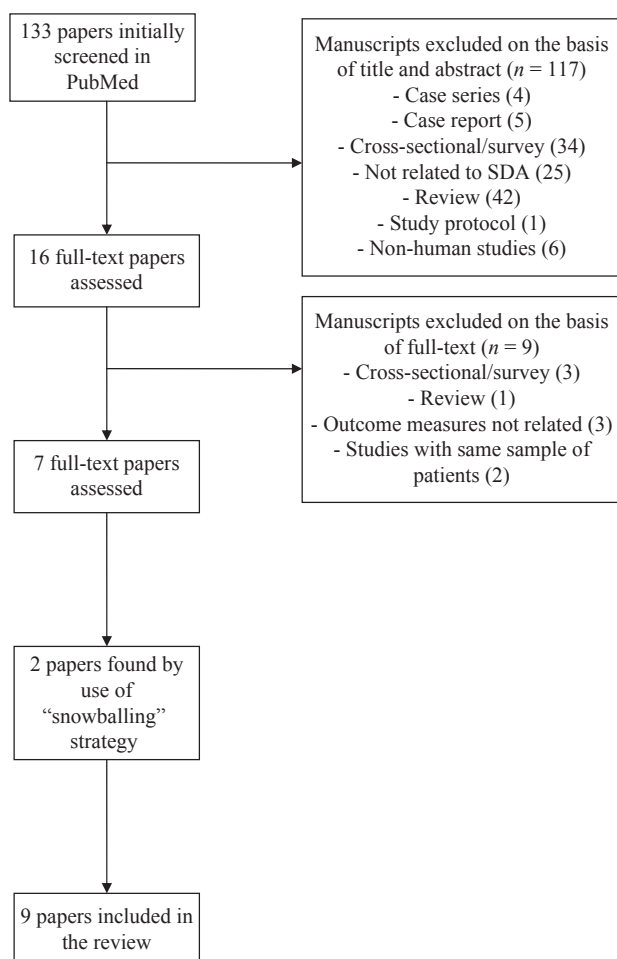 133 papers initially
screened in
PubMed
Manuscripts excluded on the basis
of title and abstract (n = 117)
- Case series (4)
- Case report (5)
- Cross-sectional/survey (34)
- Not related to SDA (25)
- Review (42)
- Study protocol (1)
- Non-human studies (6)
16 full-text papers
assessed
Manuscripts excluded on the basis
of full-text (n = 9)
- Cross-sectional/survey (3)
- Review (1)
- Outcome measures not related (3)
- Studies with same sample of
patients (2)
7 full-text papers
assessed
2 papers found by
use of
“snowballing”
strategy
9 papers included in
the review